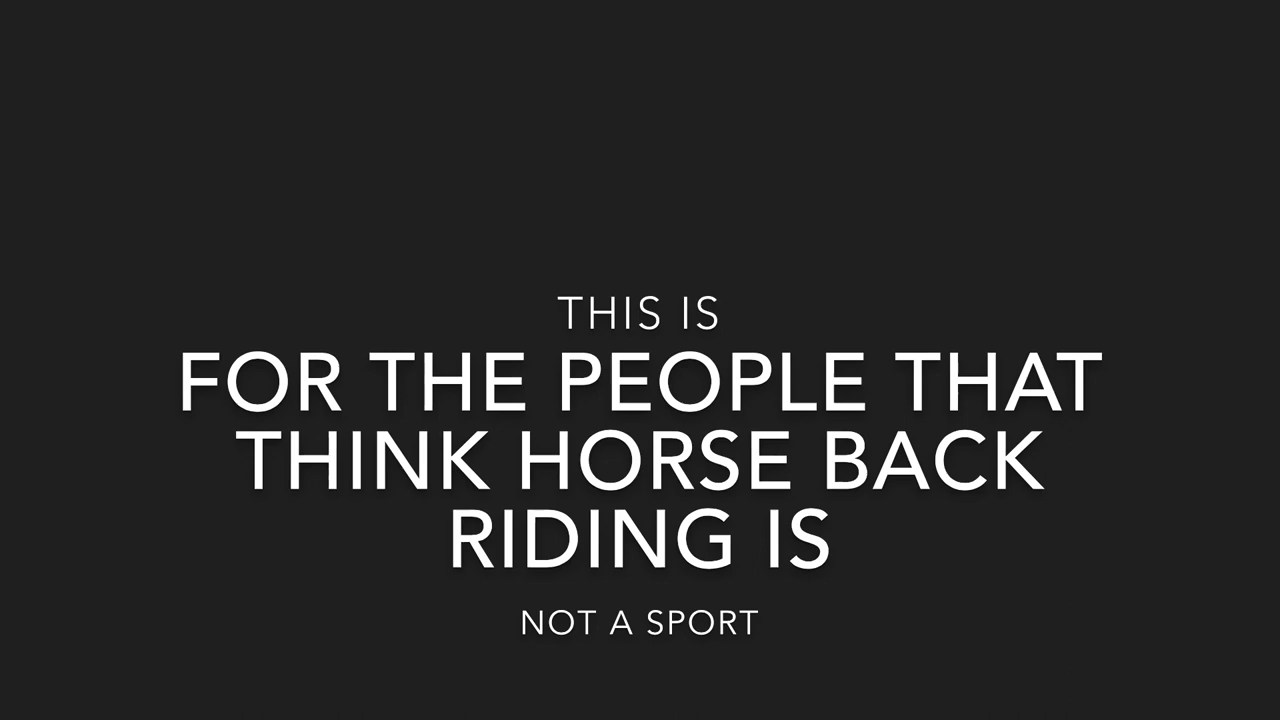 THIS IS
FOR THE PEOPLE THAT
THINK HORSE BACK
RIDING IS
NOT A SPORT